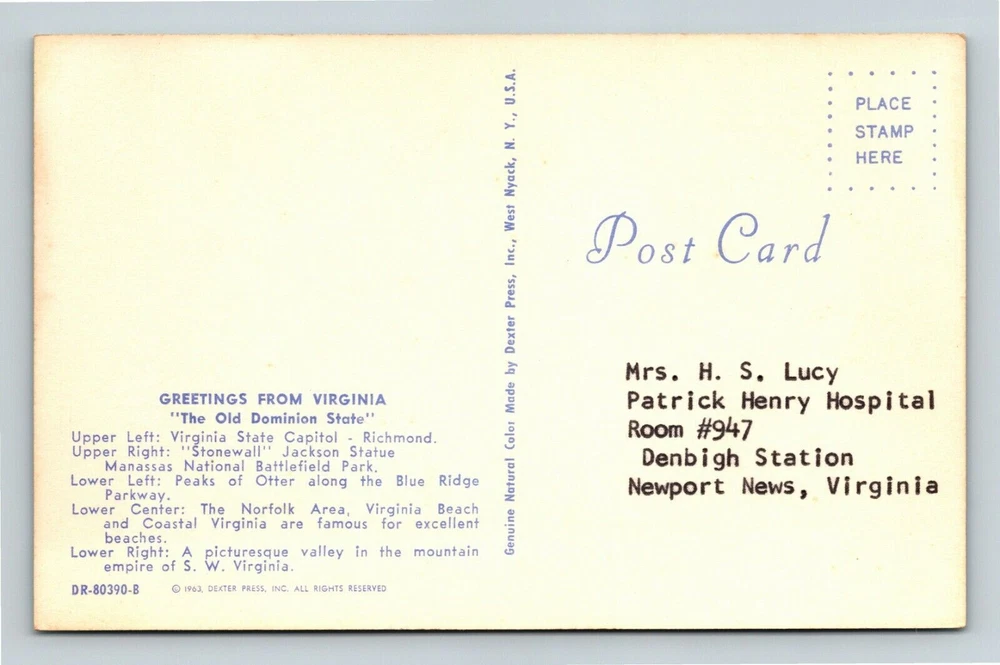 GREETINGS FROM VIRGINIA
"The Old Dominion State"
Upper Left: Virginia State Capitol - Richmond.
Upper Right: "Stonewall" Jackson Statue
Manassas National Battlefield Park.
Lower Left: Peaks of Otter along the Blue Ridge
Parkway.
Lower Center: The Norfolk Area, Virginia Beach
and Coastal Virginia are famous for excellent
beaches.
Lower Right: A picturesque valley in the mountain
empire of S. W. Virginia.
DR-80390-B © 1963, DEXTER PRESS, INC. ALL RIGHTS RESERVED
Genuine Natural Color Made by Dexter Press, Inc., West Nyack, N. Y., U.S.A.
PLACE
STAMP
HERE
Post Card
Mrs. H. S. Lucy
Patrick Henry Hospital
Room #947
Denbigh Station
Newport News, Virginia